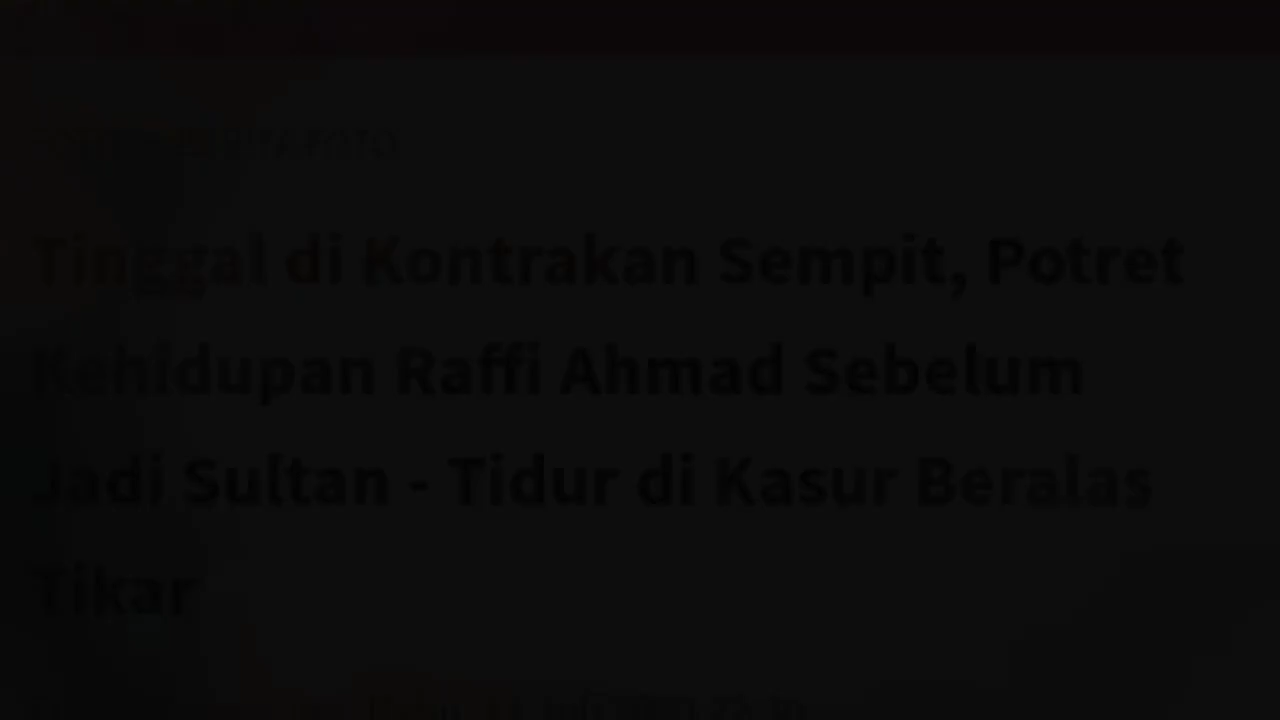 Tinggal di Kontrakan Sempit, Potret
Kehidupan Raffi Ahmad Sebelum
Jadi Sultan - Tidur di Kasur Beralas
Tikar